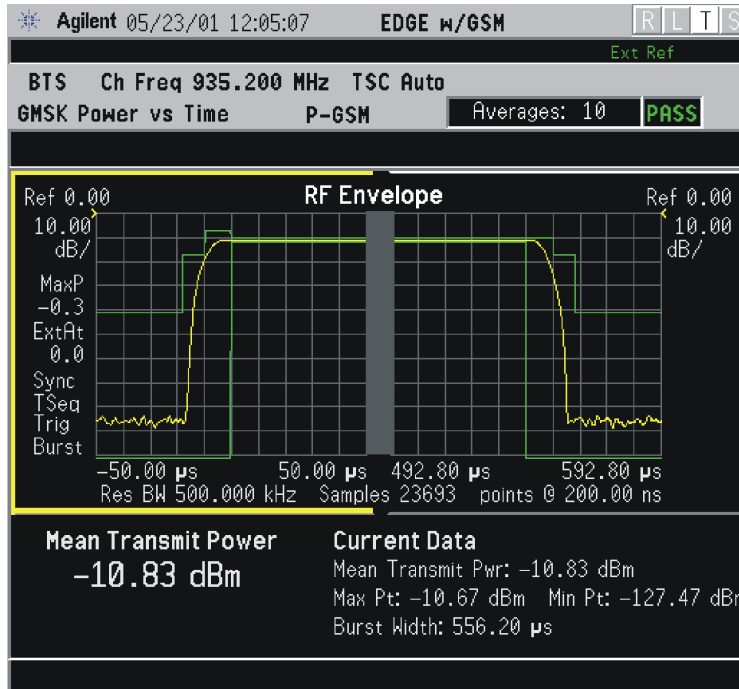 Agilent 05/23/01 12:05:07 EDGE w/GSM R L T S
Ext Ref
BTS Ch Freq 935.200 MHz TSC Auto
GMSK Power vs Time P-GSM Averages: 10 PASS
Ref 0.00 RF Envelope Ref 0.00
10.00 10.00
dB/ dB/
MaxP
-0.3
ExtAt
0.0
Sync
TSeq
Trig
Burst
-50.00 µs 50.00 µs 492.80 µs 592.80 µs
Res BW 500.000 kHz Samples 23693 points @ 200.00 ns
Mean Transmit Power Current Data
-10.83 dBm Mean Transmit Pwr: -10.83 dBm
Max Pt: -10.67 dBm Min Pt: -127.47 dBm
Burst Width: 556.20 µs